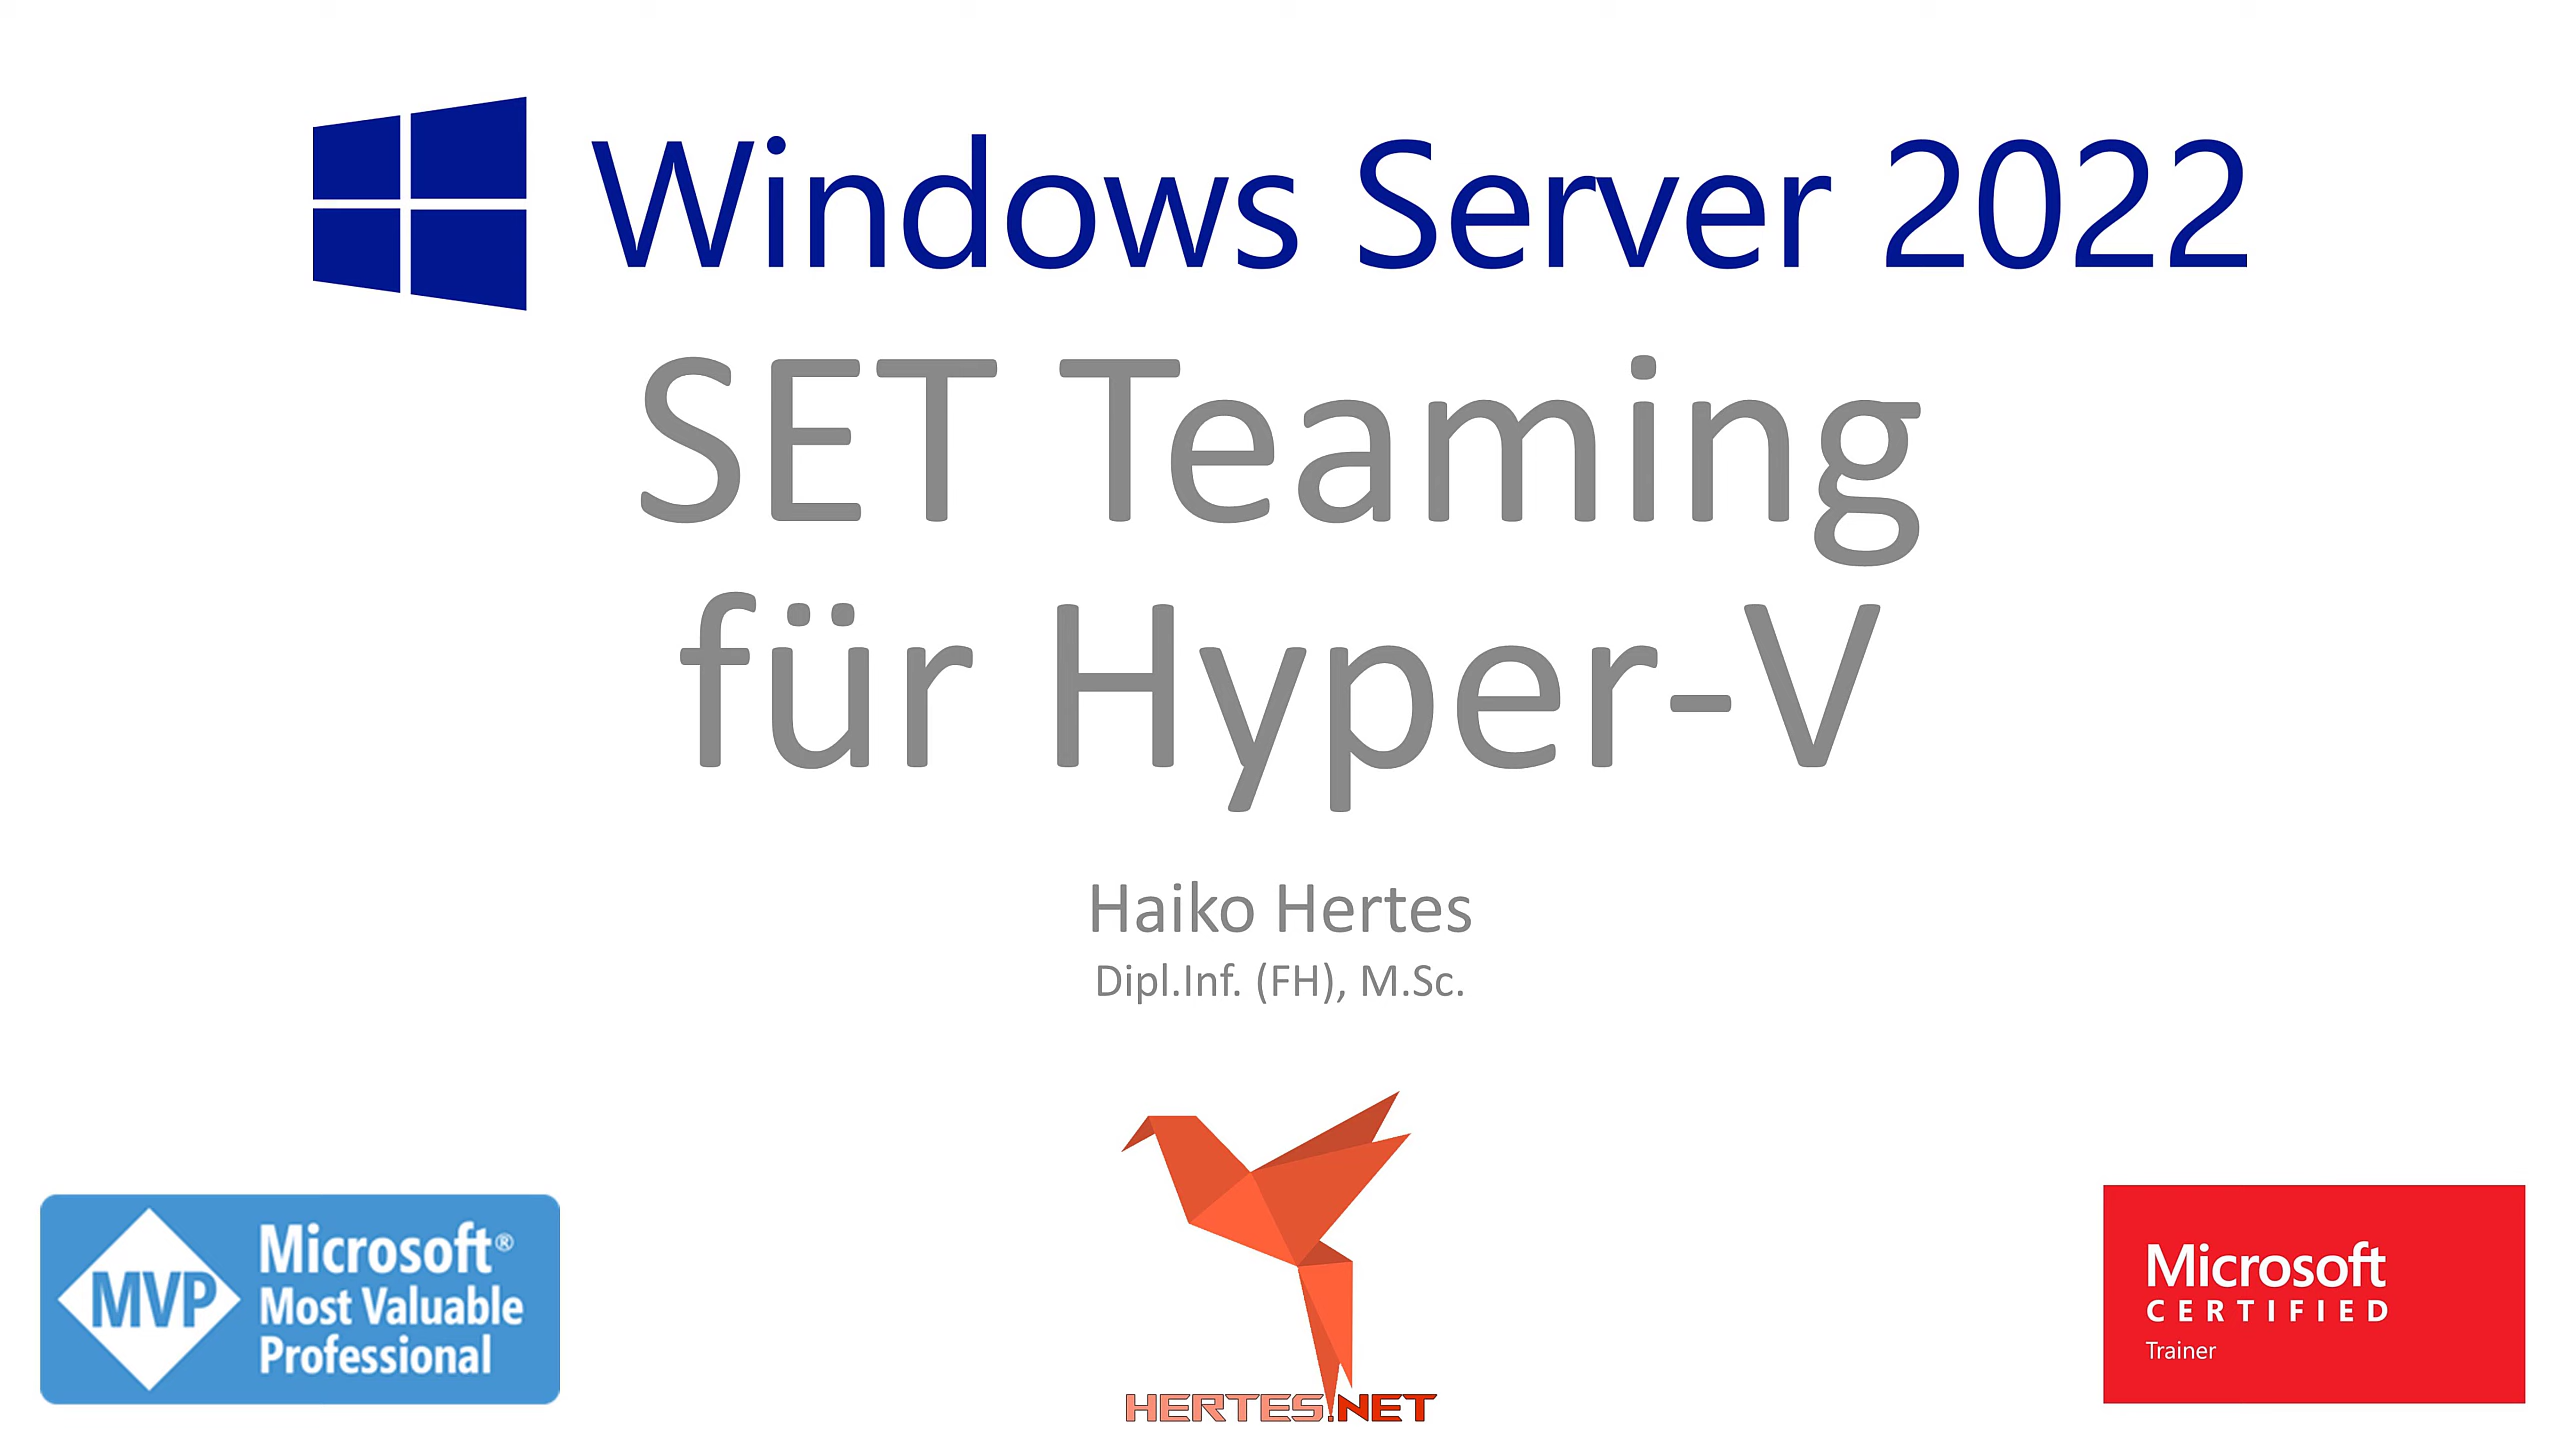 Windows Server 2022
SET Teaming
für Hyper-V
Haiko Hertes
Dipl.Inf. (FH), M.Sc.
MVP
Microsoft®
Most Valuable
Professional
HERTES.NET
Microsoft
CERTIFIED
Trainer